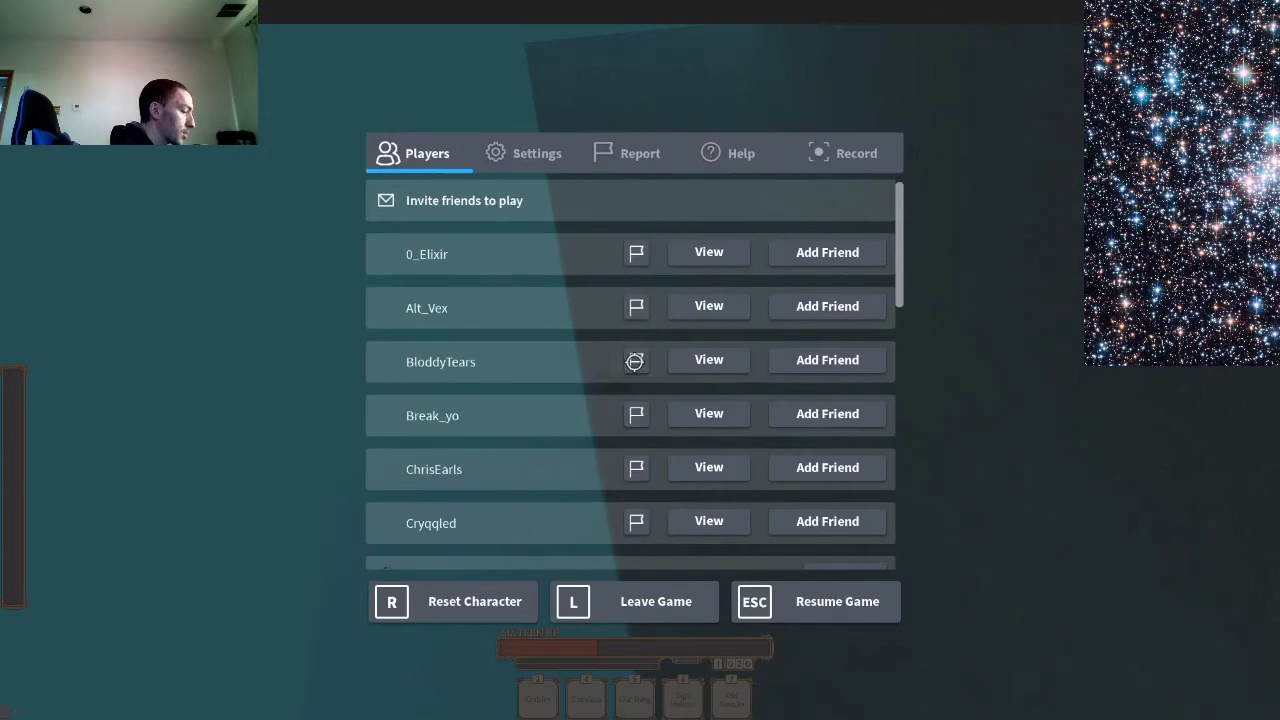 Players Settings Report Help Record
Invite friends to play
0_Elixir View Add Friend
Alt_Vex View Add Friend
BloddyTears View Add Friend
Break_yo View Add Friend
ChrisEarls View Add Friend
Cryqqled View Add Friend
R Reset Character L Leave Game ESC Resume Game